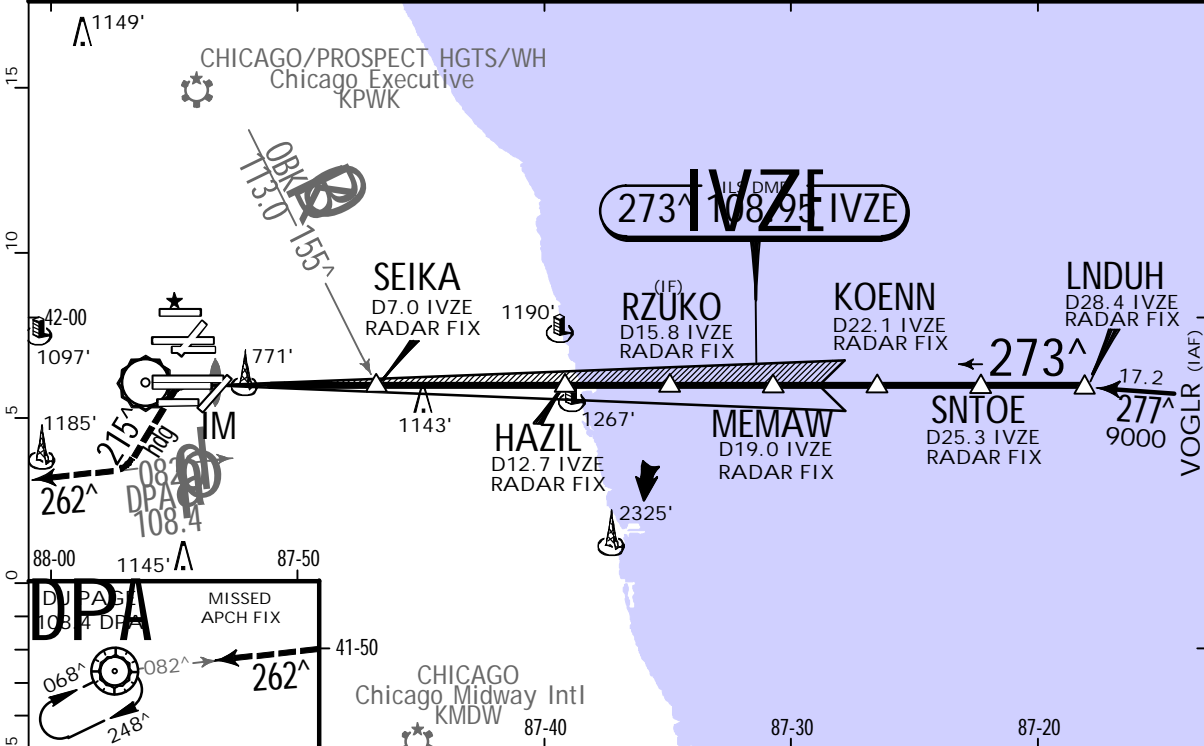 1149'
CHICAGO/PROSPECT HGTS/WH
Chicago Executive
KPWK
15
OBK
113.0
155^
IVZE
ILS DME
273^ 108.95 IVZE
10
SEIKA
D7.0 IVZE
RADAR FIX
1190'
(IF)
RZUKO
D15.8 IVZE
RADAR FIX
KOENN
D22.1 IVZE
RADAR FIX
LNDUH
D28.4 IVZE
RADAR FIX
42-00
1097'
771'
273^
17.2
277^
9000
VOGLR (IAF)
5
1185'
215^
hdg
IM
1143'
HAZIL
D12.7 IVZE
RADAR FIX
1267'
MEMAW
D19.0 IVZE
RADAR FIX
SNTOE
D25.3 IVZE
RADAR FIX
262^
082^
DPA
108.4
2325'
88-00
1145'
87-50
0
DPA
DUPAGE
108.4 DPA
MISSED
APCH FIX
068^
082^
262^
248^
41-50
CHICAGO
Chicago Midway Intl
KMDW
5
87-40
87-30
87-20